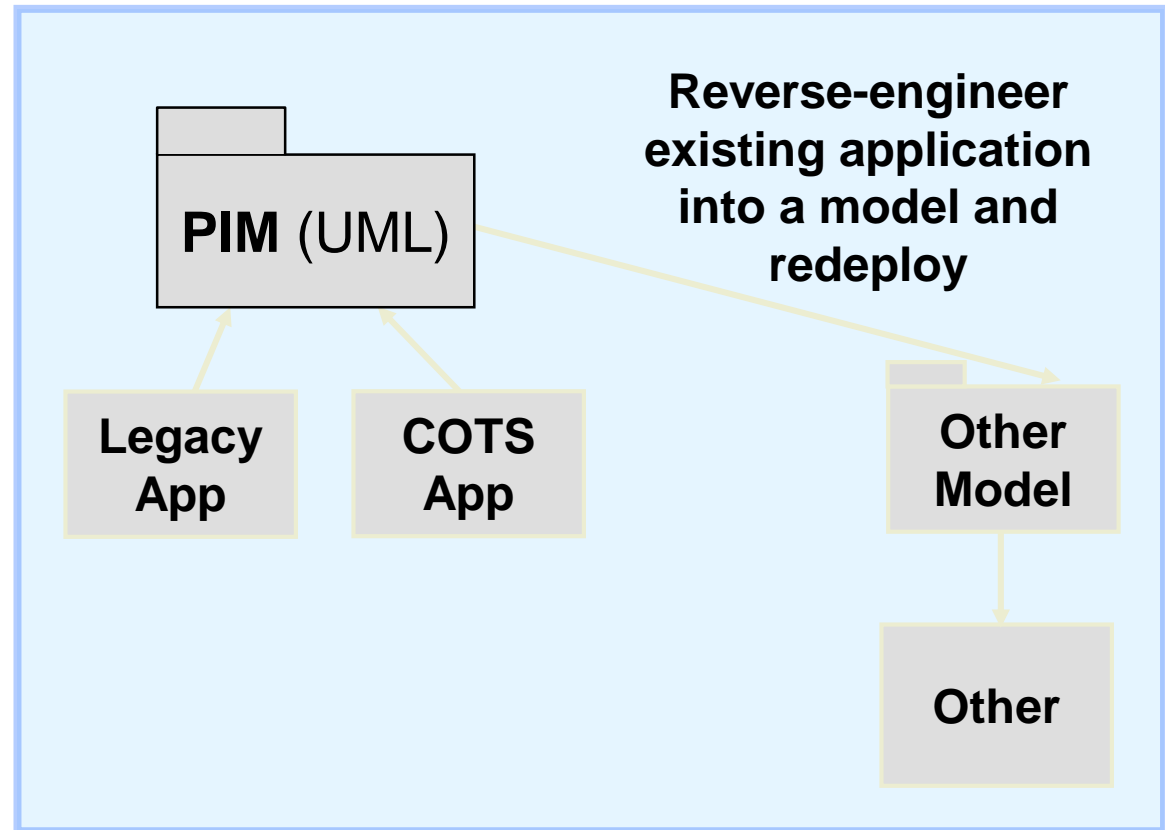 Reverse-engineer
existing application
into a model and
redeploy
PIM (UML)
Legacy
App
COTS
App
Other
Model
Other